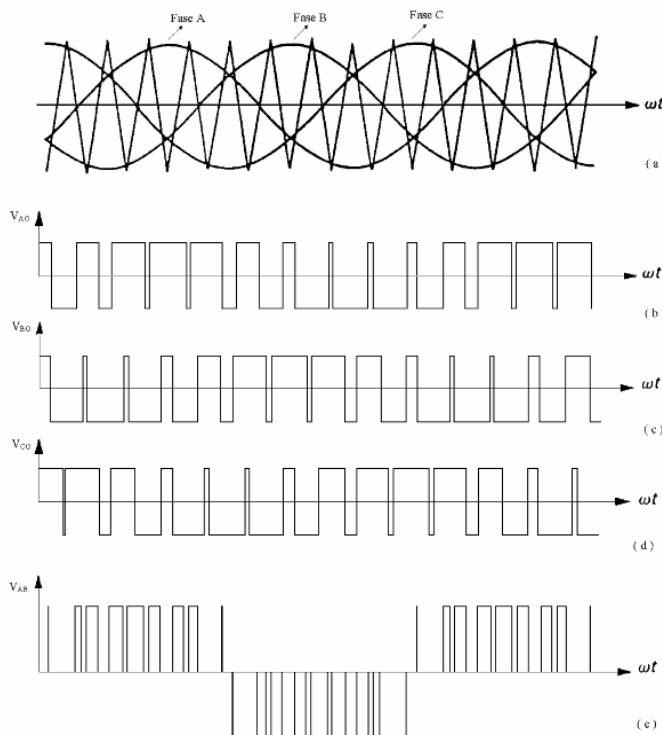 Fase A
Fase B
Fase C
ωt
( a )
VAO
ωt
( b )
VBO
ωt
( c )
VCO
ωt
( d )
VAB
ωt
( e )